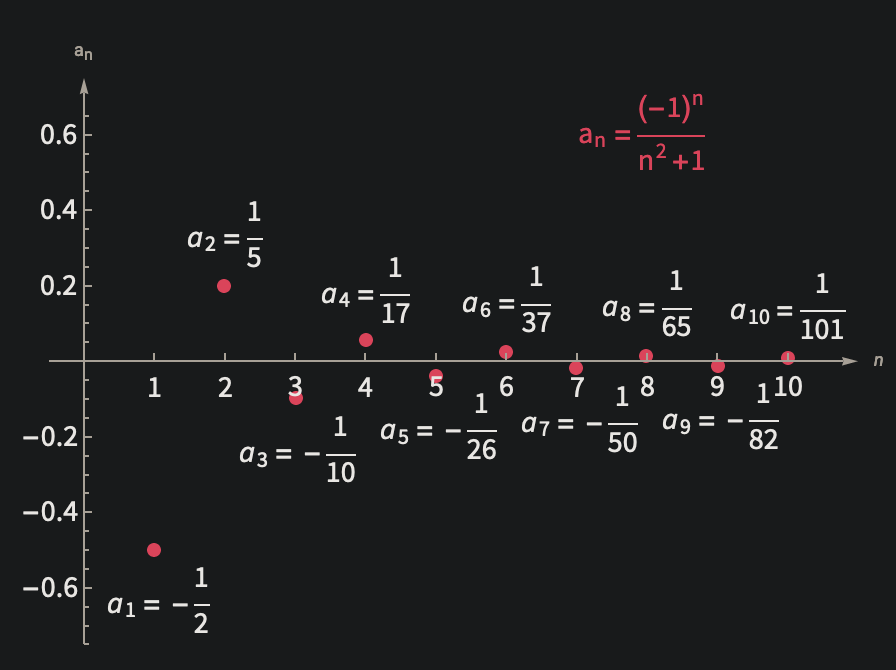 aₙ
aₙ = (−1)ⁿ / n² +1
0.6
0.4
0.2
−0.2
−0.4
−0.6
a₂ = 1/5
a₄ = 1/17
a₆ = 1/37
a₈ = 1/65
a₁₀ = 1/101
n
1 2 3 4 5 6 7 8 9 10
a₃ = −1/10
a₅ = −1/26
a₇ = −1/50
a₉ = −1/82
a₁ = −1/2